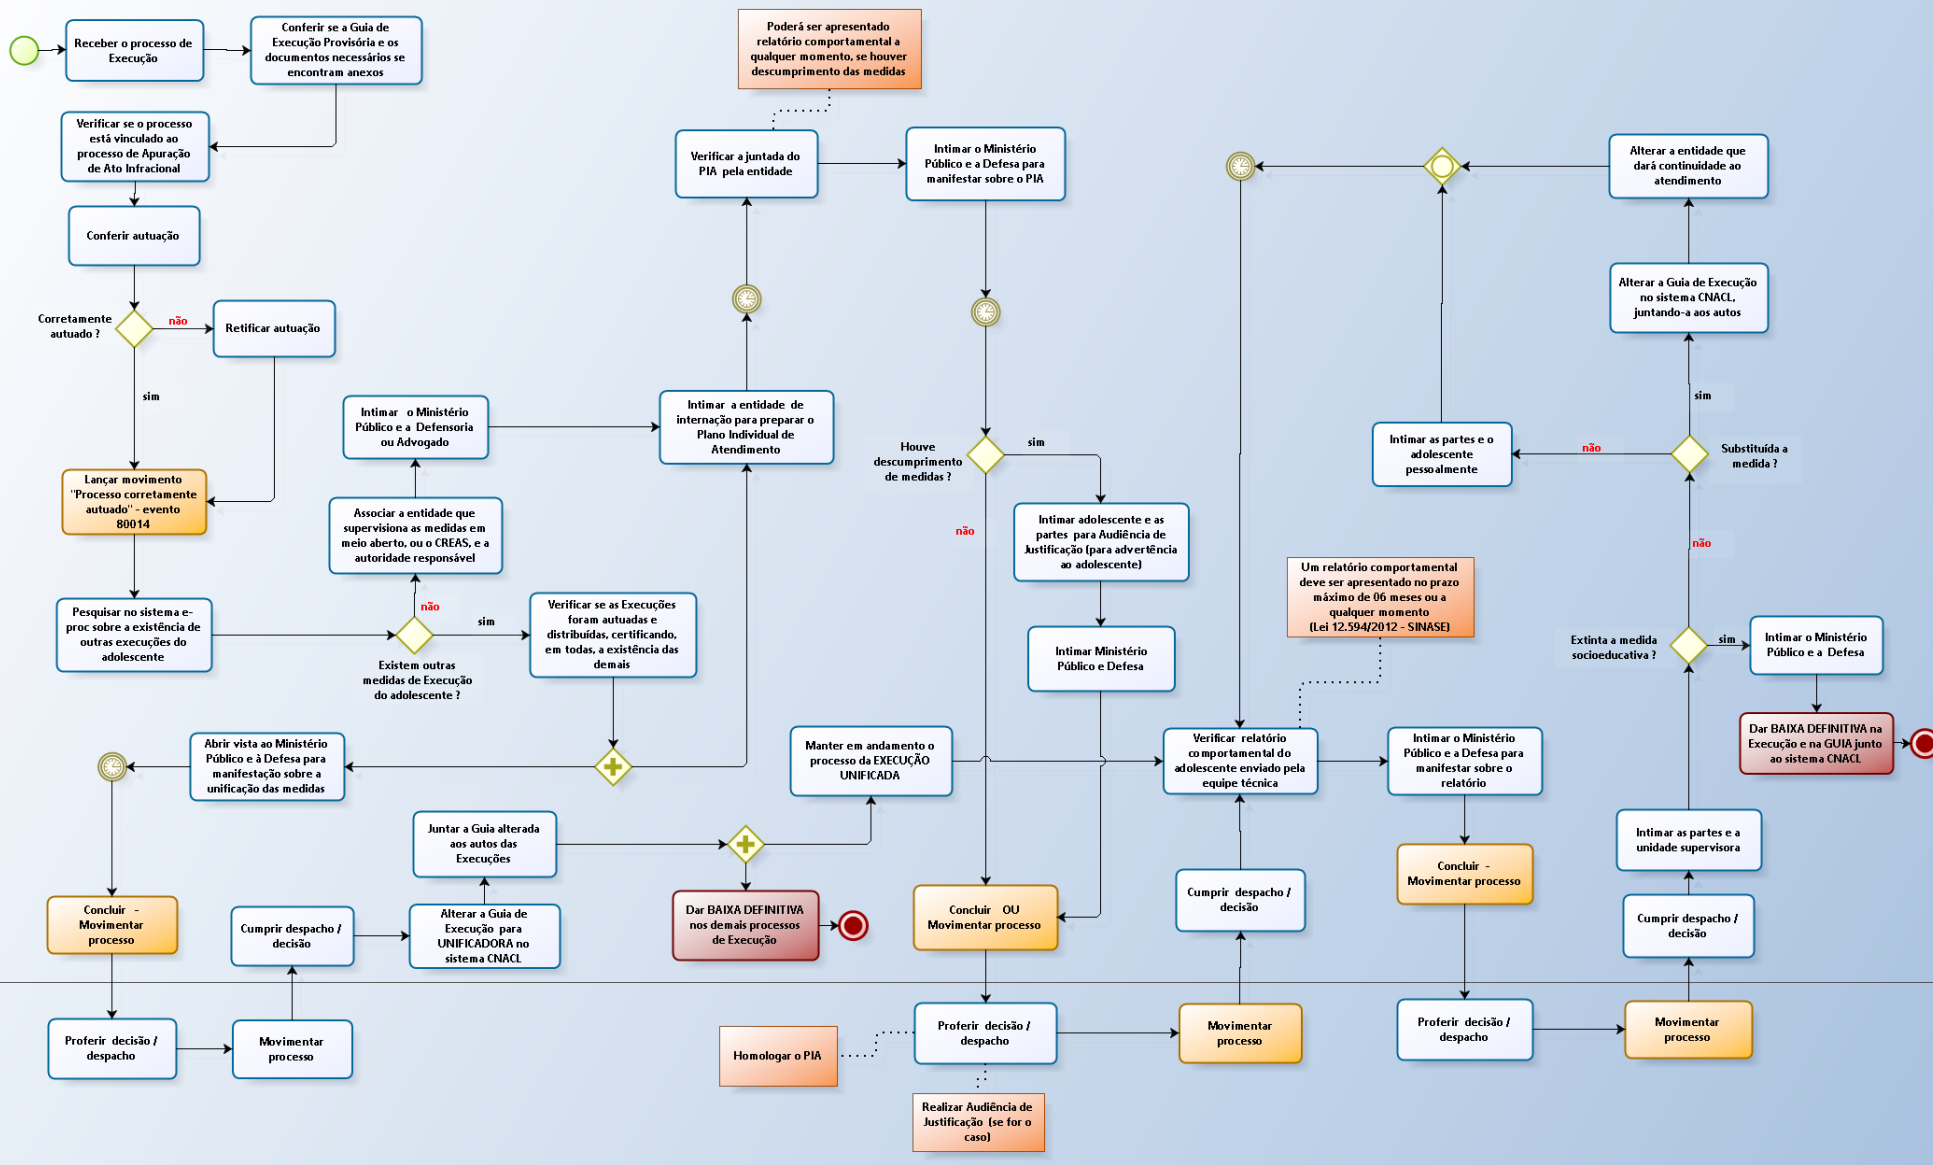 Receber o processo de
Execução
Conferir se a Guia de
Execução Provisória e os
documentos necessários se
encontram anexos
Verificar se o processo
está vinculado ao
processo de Apuração
de Ato Infracional
Conferir autuação
Corretamente
autuado ?
não
Retificar autuação
sim
Lançar movimento
"Processo corretamente
autuado" - evento
80014
Pesquisar no sistema e-
proc sobre a existência de
outras execuções do
adolescente
Existem outras
medidas de Execução
do adolescente ?
não
sim
Associar a entidade que
supervisiona as medidas em
meio aberto, ou o CREAS, e a
autoridade responsável
Intimar o Ministério
Público e a Defensoria
ou Advogado
Verificar se as Execuções
foram autuadas e
distribuídas, certificando,
em todas, a existência das
demais
Abrir vista ao Ministério
Público e à Defesa para
manifestação sobre a
unificação das medidas
Concluir -
Movimentar
processo
Proferir decisão /
despacho
Movimentar
processo
Cumprir despacho /
decisão
Alterar a Guia de
Execução para
UNIFICADORA no
sistema CNACL
Juntar a Guia alterada
aos autos das
Execuções
Dar BAIXA DEFINITIVA
nos demais processos
de Execução
Manter em andamento o
processo da EXECUÇÃO
UNIFICADA
Intimar a entidade de
internação para preparar o
Plano Individual de
Atendimento
Verificar a juntada do
PIA pela entidade
Poderá ser apresentado
relatório comportamental a
qualquer momento, se houver
descumprimento das medidas
Intimar o Ministério
Público e a Defesa para
manifestar sobre o PIA
Houve
descumprimento
de medidas ?
sim
não
Intimar adolescente e as
partes para Audiência de
Justificação (para advertência
ao adolescente)
Intimar Ministério
Público e Defesa
Concluir OU
Movimentar processo
Proferir decisão /
despacho
Homologar o PIA
Realizar Audiência de
Justificação (se for o
caso)
Movimentar
processo
Cumprir despacho /
decisão
Verificar relatório
comportamental do
adolescente enviado pela
equipe técnica
Um relatório comportamental
deve ser apresentado no prazo
máximo de 06 meses ou a
qualquer momento
(Lei 12.594/2012 - SINASE)
Intimar o Ministério
Público e a Defesa para
manifestar sobre o
relatório
Concluir -
Movimentar processo
Proferir decisão /
despacho
Movimentar
processo
Cumprir despacho /
decisão
Intimar as partes e a
unidade supervisora
Extinta a medida
socioeducativa ?
sim
Intimar o Ministério
Público e a Defesa
Dar BAIXA DEFINITIVA na
Execução e na GUIA junto
ao sistema CNACL
não
Substituída a
medida ?
não
Intimar as partes e o
adolescente
pessoalmente
sim
Alterar a Guia de Execução
no sistema CNACL,
juntando-a aos autos
Alterar a entidade que
dará continuidade ao
atendimento